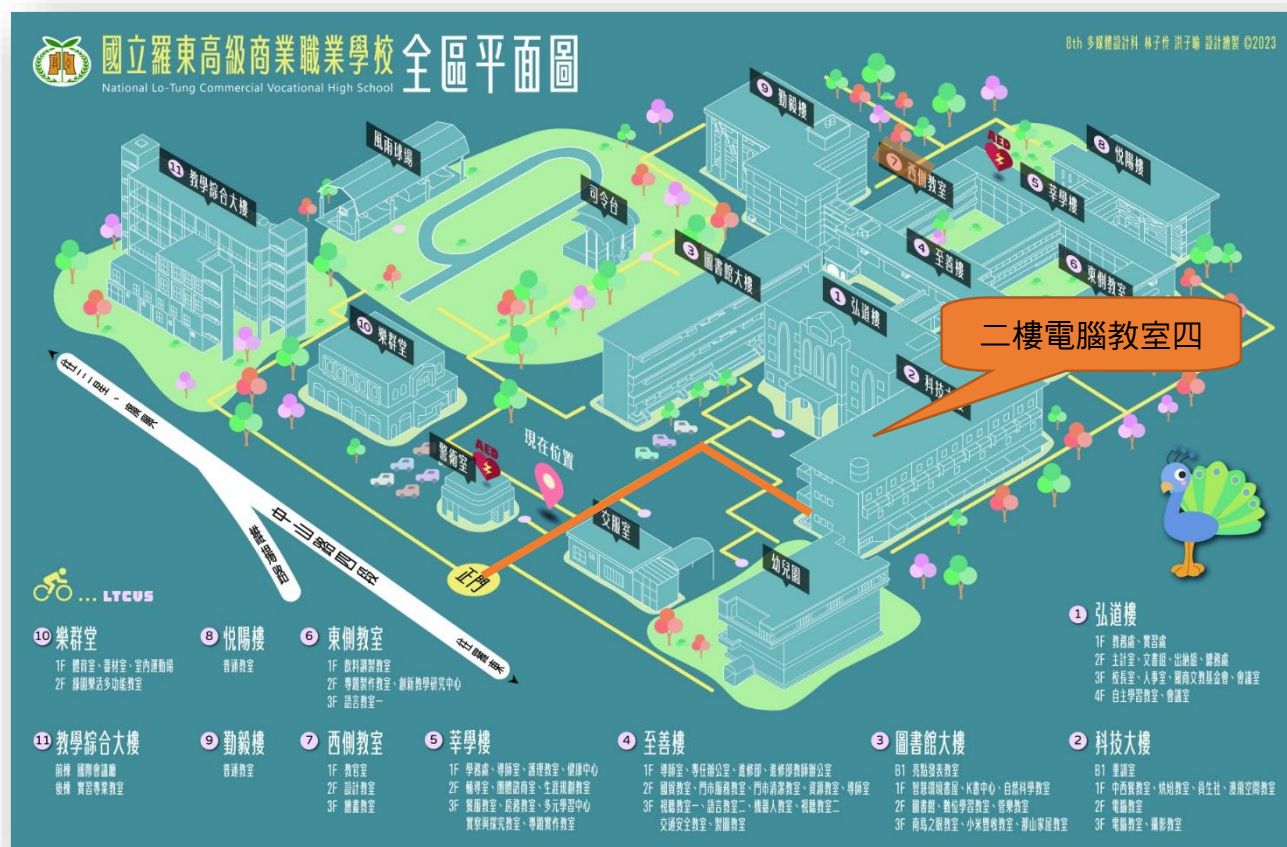 國立羅東高級商業職業學校 全區平面圖
National Lo-Tung Commercial Vocational High School
8th 多媒體設計科 林子伶 洪子喻 設計繪製 ©2023
⑨ 勤毅樓
風雨球場
AED
⑧ 悅陽樓
⑪ 教學綜合大樓
⑦ 西側教室
⑤ 莘學樓
司令台
④ 至善樓
③ 圖書館大樓
⑥ 東側教室
① 弘道樓
二樓電腦教室四
⑩ 樂群堂
② 科技大樓
往三星、廣興
現在位置
警衛室
AED
交服室
中山路四段
正門
幼兒園
往羅東
... LTCVS
⑩ 樂群堂
1F 體育室、器材室、室內運動場
2F 綠園樂活多功能教室
⑧ 悅陽樓
普通教室
⑥ 東側教室
1F 飲料調製教室
2F 專題製作教室、創新教學研究中心
3F 語言教室一
① 弘道樓
1F 教務處、實習處
2F 主計室、文書組、出納組、總務處
3F 校長室、人事室、羅商文教基金會、會議室
4F 自主學習教室、會議室
⑪ 教學綜合大樓
前棟 國際會議廳
後棟 實習專業教室
⑨ 勤毅樓
普通教室
⑦ 西側教室
1F 教官室
2F 設計教室
3F 繪畫教室
⑤ 莘學樓
1F 學務處、導師室、護理教室、健康中心
2F 輔導室、團體諮商室、生涯規劃教室
3F 餐服教室、房務教室、多元學習中心
實察與探究教室、專題實作教室
④ 至善樓
1F 導師室、專任辦公室、進修部、進修部教師辦公室
2F 國貿教室、門市服務教室、門市清潔教室、資源教室、導師室
3F 視聽教室一、語言教室二、機器人教室、視聽教室二
交通安全教室、製圖教室
③ 圖書館大樓
B1 亮點發表教室
1F 智慧環境書屋、K書中心、自然科學教室
2F 圖書館、數位學習教室、管樂教室
3F 南島之眼教室、小米豐收教室、那山家屋教室
② 科技大樓
B1 重訓室
1F 中西餐教室、烘焙教室、員生社、漫飛空間教室
2F 電腦教室
3F 電腦教室、攝影教室